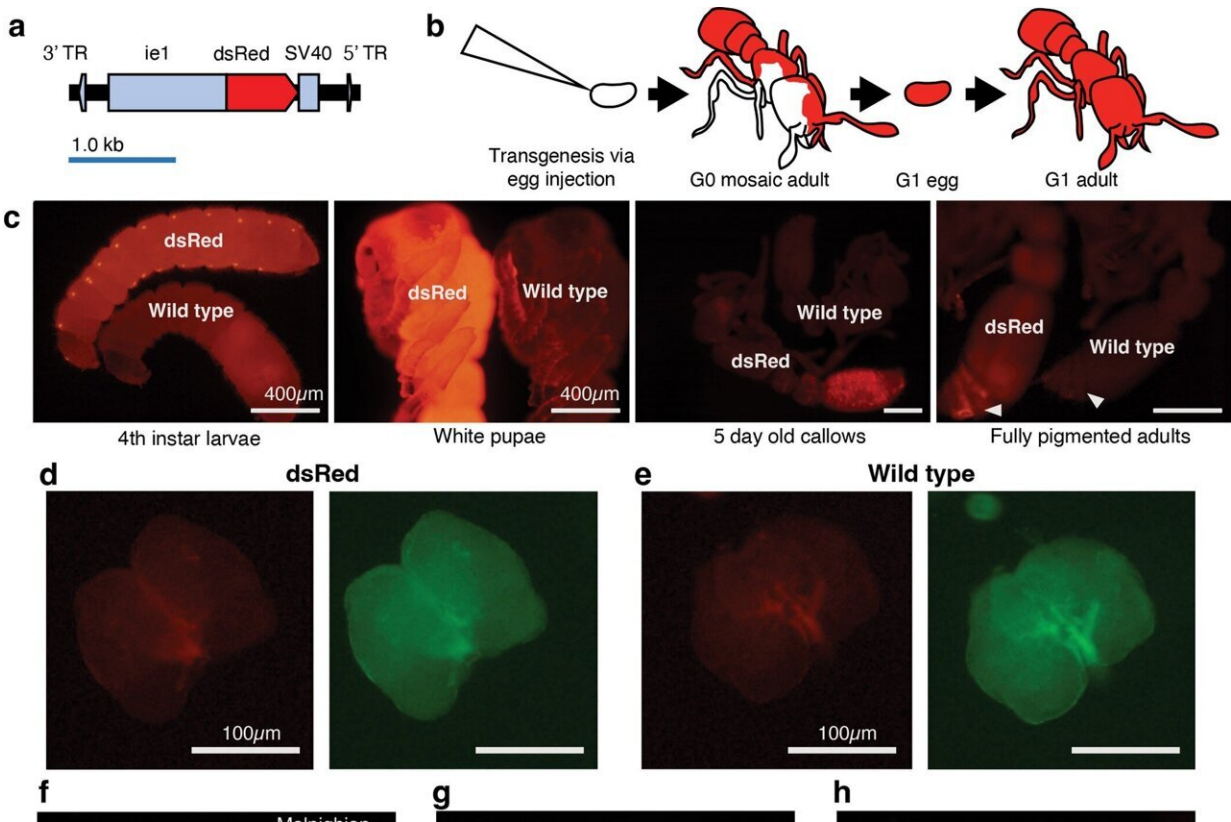 a
3' TR
ie1
dsRed
SV40
5' TR
1.0 kb
b
Transgenesis via
egg injection
G0 mosaic adult
G1 egg
G1 adult
c
dsRed
Wild type
400µm
4th instar larvae
dsRed
Wild type
400µm
White pupae
Wild type
dsRed
5 day old callows
dsRed
Wild type
Fully pigmented adults
d
dsRed
100µm
e
Wild type
100µm
f
g
h